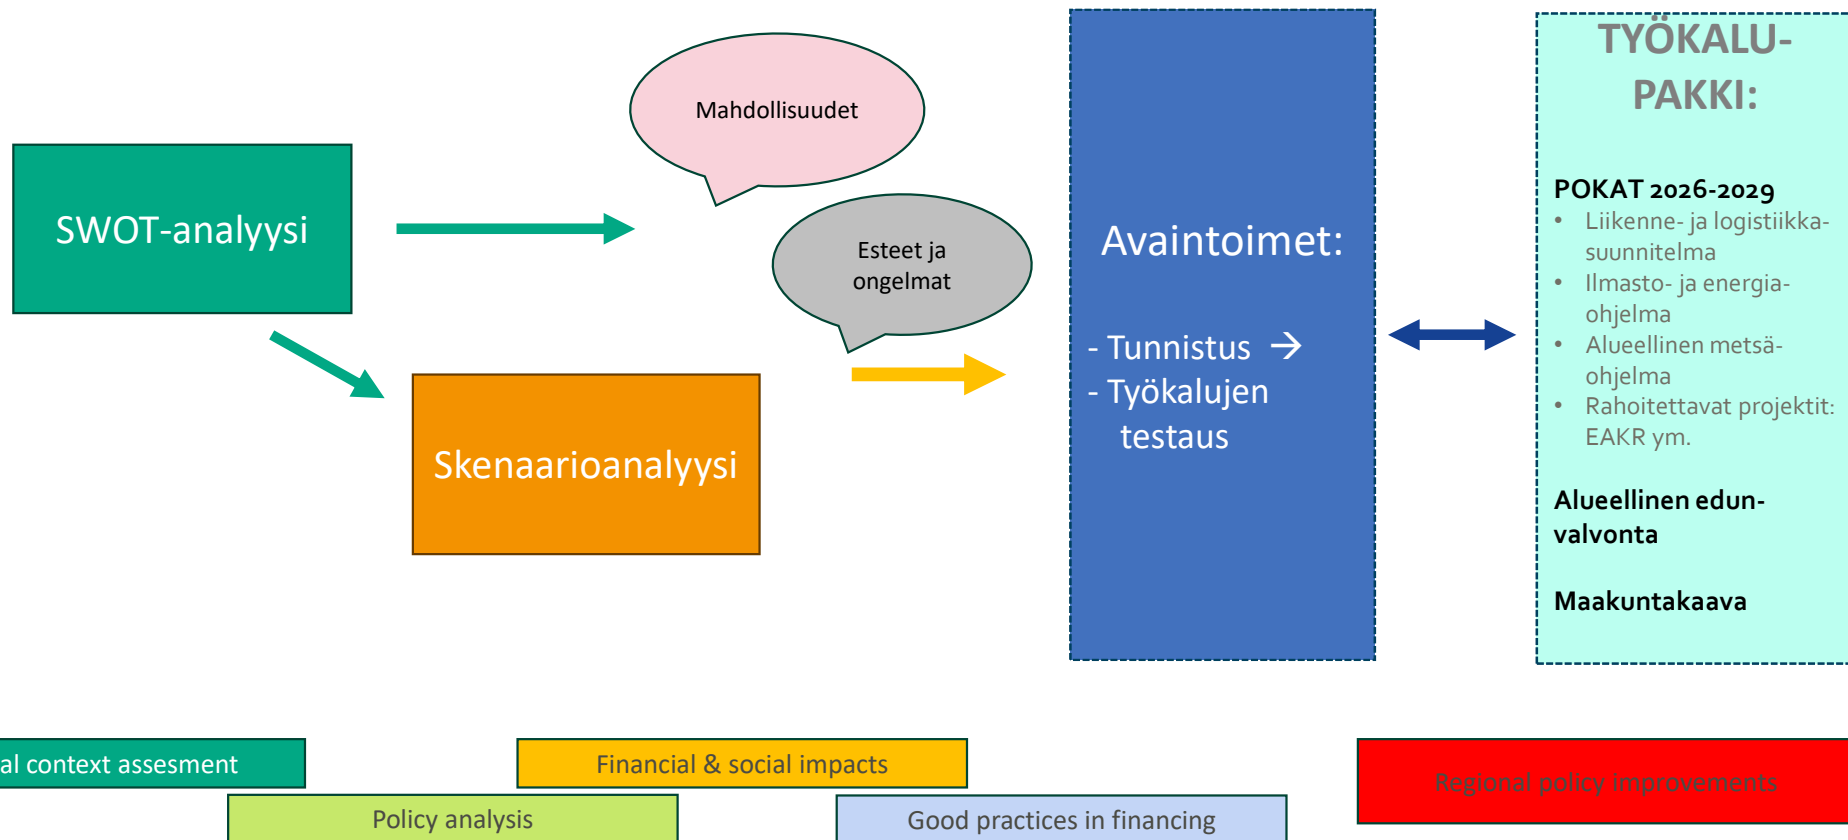 SWOT-analyysi
Mahdollisuudet
Esteet ja
ongelmat
Skenaarioanalyysi
Avaintoimet:
- Tunnistus →
- Työkalujen
testaus
TYÖKALU-
PAKKI:
POKAT 2026-2029
• Liikenne- ja logistiikka-
suunnitelma
• Ilmasto- ja energia-
ohjelma
• Alueellinen metsä-
ohjelma
• Rahoitettavat projektit:
EAKR ym.
Alueellinen edun-
valvonta
Maakuntakaava
al context assesment
Financial & social impacts
Regional policy improvements
Policy analysis
Good practices in financing